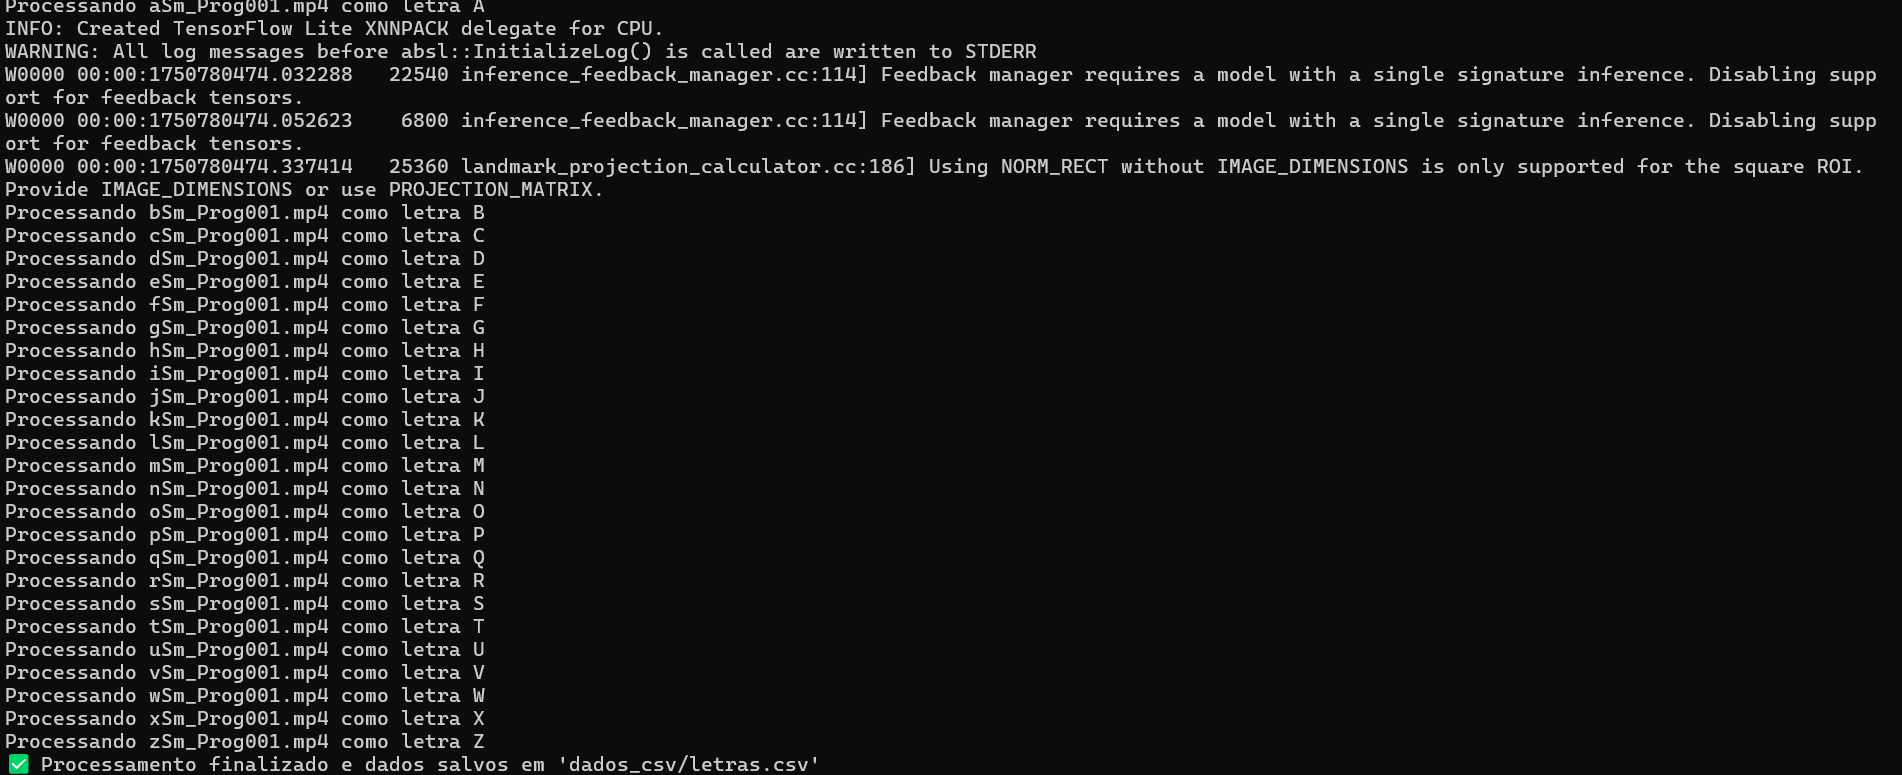 Processando aSm_Prog001.mp4 como letra A
INFO: Created TensorFlow Lite XNNPACK delegate for CPU.
WARNING: All log messages before absl::InitializeLog() is called are written to STDERR
W0000 00:00:1750780474.032288   22540 inference_feedback_manager.cc:114] Feedback manager requires a model with a single signature inference. Disabling supp
ort for feedback tensors.
W0000 00:00:1750780474.052623    6800 inference_feedback_manager.cc:114] Feedback manager requires a model with a single signature inference. Disabling supp
ort for feedback tensors.
W0000 00:00:1750780474.337414   25360 landmark_projection_calculator.cc:186] Using NORM_RECT without IMAGE_DIMENSIONS is only supported for the square ROI.
Provide IMAGE_DIMENSIONS or use PROJECTION_MATRIX.
Processando bSm_Prog001.mp4 como letra B
Processando cSm_Prog001.mp4 como letra C
Processando dSm_Prog001.mp4 como letra D
Processando eSm_Prog001.mp4 como letra E
Processando fSm_Prog001.mp4 como letra F
Processando gSm_Prog001.mp4 como letra G
Processando hSm_Prog001.mp4 como letra H
Processando iSm_Prog001.mp4 como letra I
Processando jSm_Prog001.mp4 como letra J
Processando kSm_Prog001.mp4 como letra K
Processando lSm_Prog001.mp4 como letra L
Processando mSm_Prog001.mp4 como letra M
Processando nSm_Prog001.mp4 como letra N
Processando oSm_Prog001.mp4 como letra O
Processando pSm_Prog001.mp4 como letra P
Processando qSm_Prog001.mp4 como letra Q
Processando rSm_Prog001.mp4 como letra R
Processando sSm_Prog001.mp4 como letra S
Processando tSm_Prog001.mp4 como letra T
Processando uSm_Prog001.mp4 como letra U
Processando vSm_Prog001.mp4 como letra V
Processando wSm_Prog001.mp4 como letra W
Processando xSm_Prog001.mp4 como letra X
Processando zSm_Prog001.mp4 como letra Z
✅ Processamento finalizado e dados salvos em 'dados_csv/letras.csv'